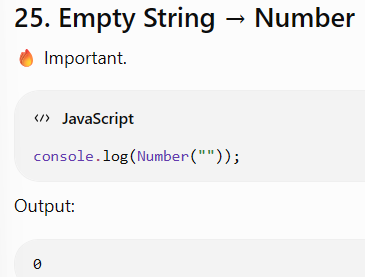 25. Empty String → Number
🔥 Important.
</> JavaScript
console.log(Number(""));
Output:
0